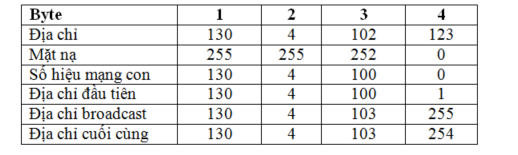 Byte 1 2 3 4
Địa chỉ 130 4 102 123
Mặt nạ 255 255 252 0
Số hiệu mạng con 130 4 100 0
Địa chỉ đầu tiên 130 4 100 1
Địa chỉ broadcast 130 4 103 255
Địa chỉ cuối cùng 130 4 103 254